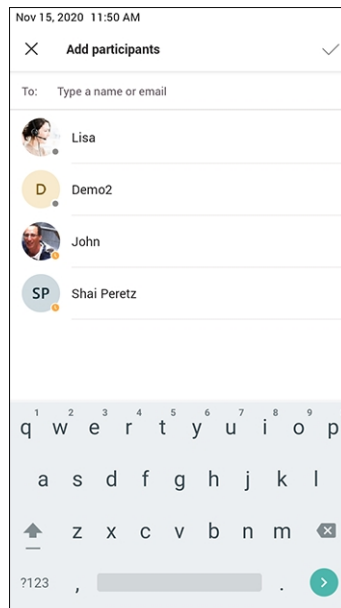 Nov 15, 2020 11:50 AM
Add participants
To: Type a name or email
Lisa
D Demo2
John
SP Shai Peretz
1 2 3 4 5 6 7 8 9
q w e r t y u i o p
a s d f g h j k l
z x c v b n m
?123 , .